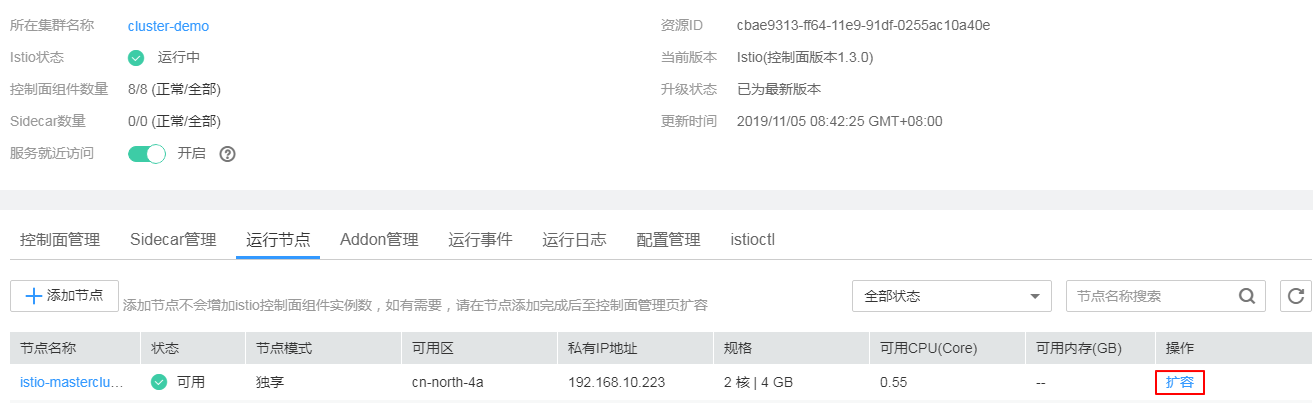 所在集群名称 cluster-demo 资源ID cbae9313-ff64-11e9-91df-0255ac10a40e
Istio状态 运行中 当前版本 Istio(控制面版本1.3.0)
控制面组件数量 8/8 (正常/全部) 升级状态 已为最新版本
Sidecar数量 0/0 (正常/全部) 更新时间 2019/11/05 08:42:25 GMT+08:00
服务就近访问 开启 ?
控制面管理 Sidecar管理 运行节点 Addon管理 运行事件 运行日志 配置管理 istioctl
添加节点 添加节点不会增加istio控制面组件实例数，如有需要，请在节点添加完成后至控制面管理页扩容 全部状态 节点名称搜索
节点名称 状态 节点模式 可用区 私有IP地址 规格 可用CPU(Core) 可用内存(GB) 操作
istio-masterclu... 可用 独享 cn-north-4a 192.168.10.223 2 核 | 4 GB 0.55 -- 扩容